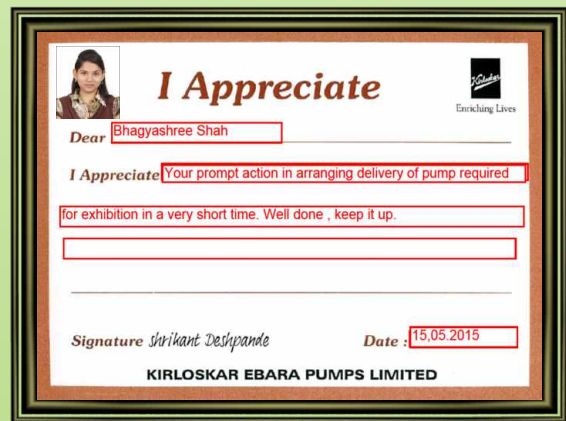 I Appreciate
Kirloskar
Enriching Lives
Dear Bhagyashree Shah
I Appreciate Your prompt action in arranging delivery of pump required
for exhibition in a very short time. Well done , keep it up.
Signature Shrikant Deshpande Date : 15,05.2015
KIRLOSKAR EBARA PUMPS LIMITED